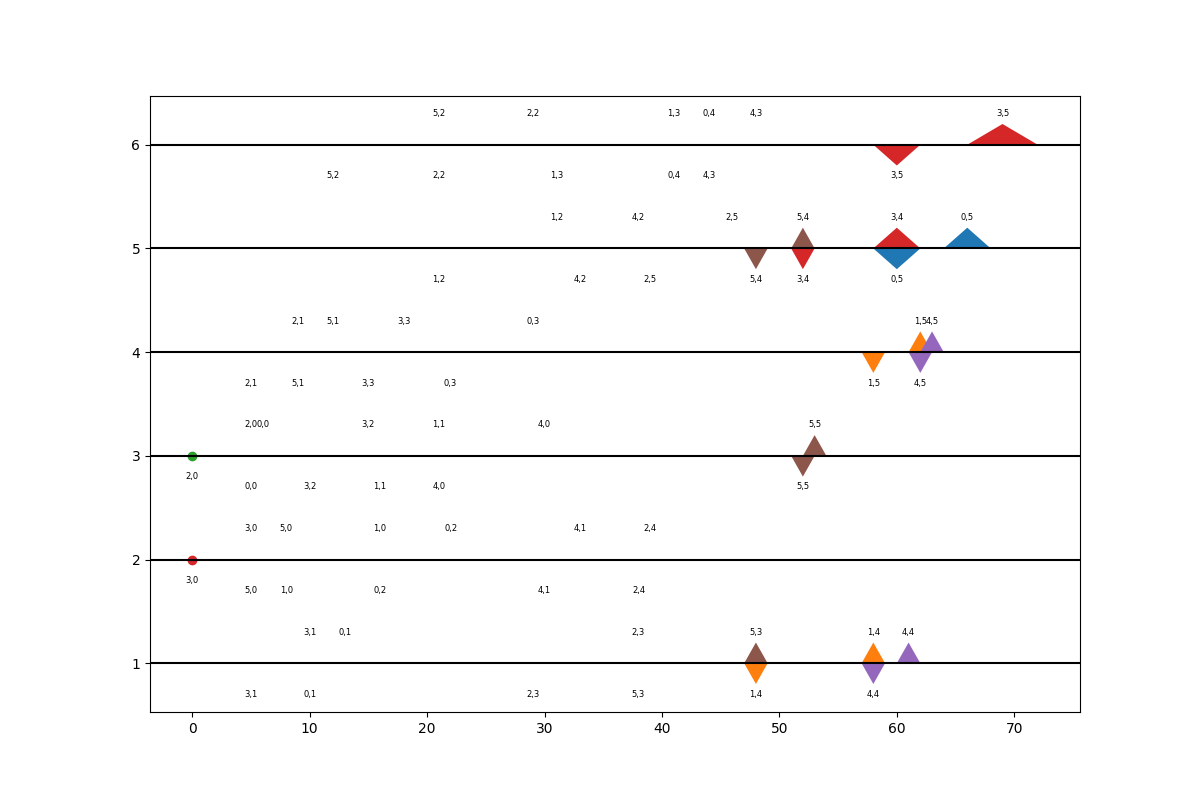 5,2 2,2 1,3 0,4 4,3 3,5
6
5,2 2,2 1,3 0,4 4,3 3,5
1,2 4,2 2,5 5,4 3,4 0,5
5
1,2 4,2 2,5 5,4 3,4 0,5
2,1 5,1 3,3 0,3 1,5 4,5
4
2,1 5,1 3,3 0,3 1,5 4,5
2,0 0,0 3,2 1,1 4,0 5,5
3
2,0
0,0 3,2 1,1 4,0 5,5
3,0 5,0 1,0 0,2 4,1 2,4
2
3,0
5,0 1,0 0,2 4,1 2,4
3,1 0,1 2,3 5,3 1,4 4,4
1
3,1 0,1 2,3 5,3 1,4 4,4
0 10 20 30 40 50 60 70